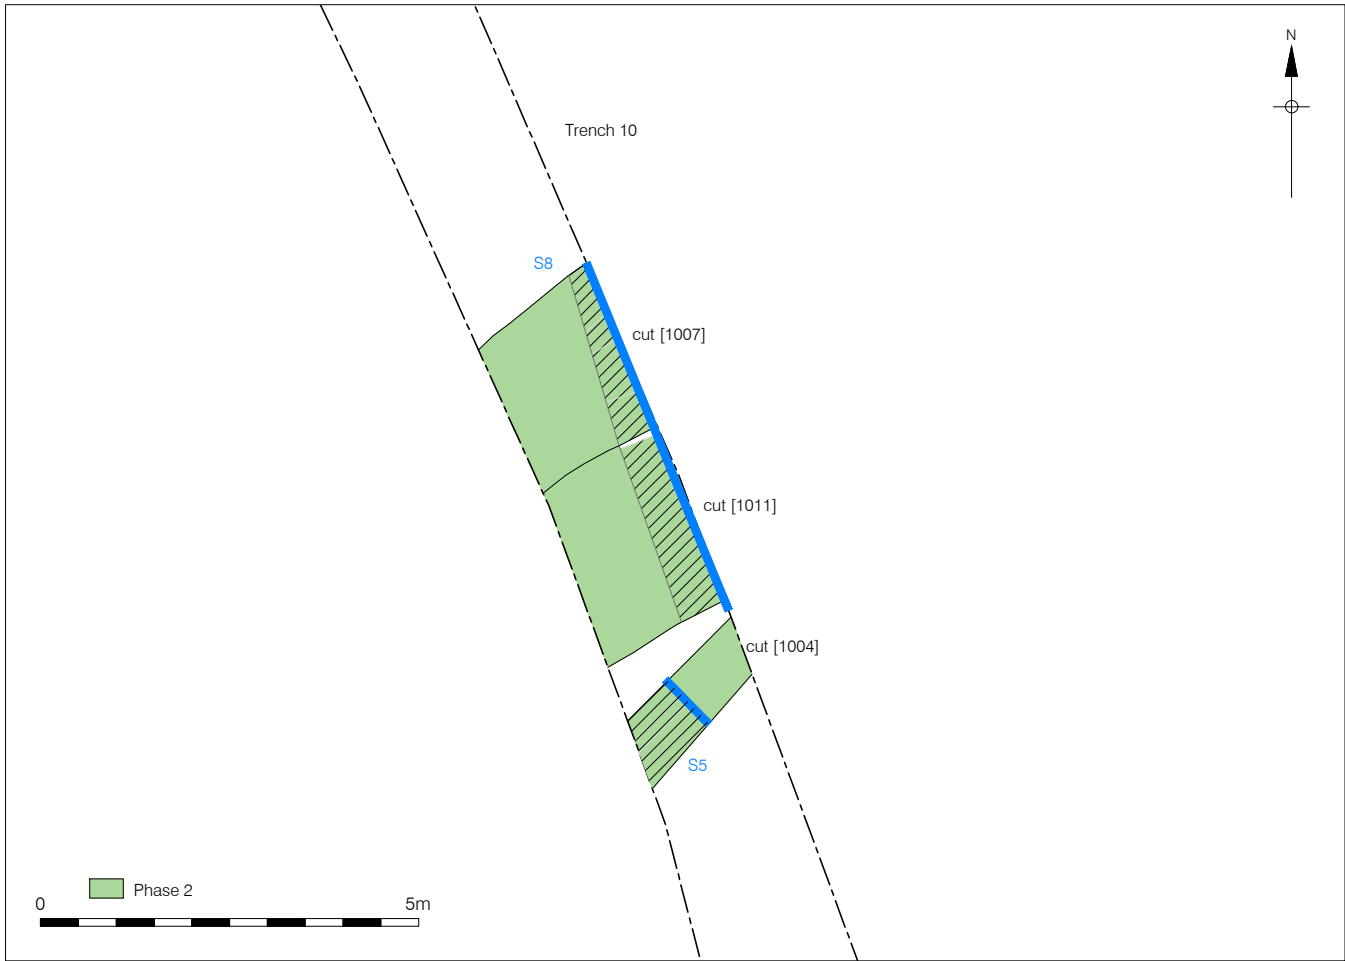 N
Trench 10
S8
cut [1007]
cut [1011]
cut [1004]
S5
Phase 2
0 5m